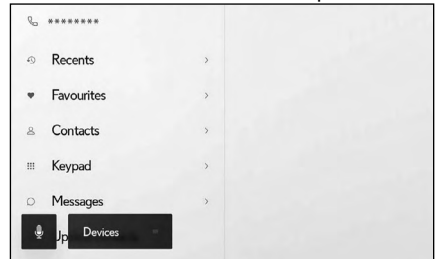 ********
Recents
Favourites
Contacts
Keypad
Messages
Devices